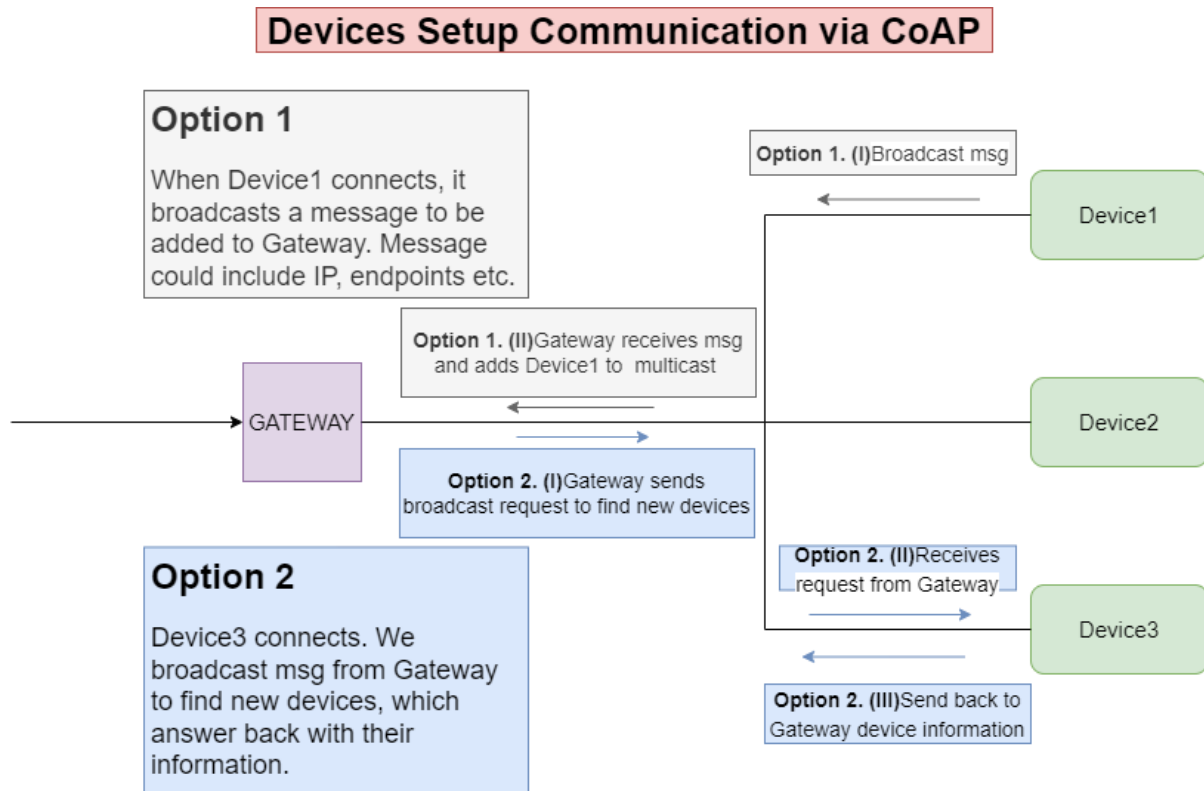 Devices Setup Communication via CoAP
Option 1
When Device1 connects, it
broadcasts a message to be
added to Gateway. Message
could include IP, endpoints etc.
Option 1. (I)Broadcast msg
Device1
Option 1. (II)Gateway receives msg
and adds Device1 to multicast
GATEWAY
Device2
Option 2. (I)Gateway sends
broadcast request to find new devices
Option 2
Device3 connects. We
broadcast msg from Gateway
to find new devices, which
answer back with their
information.
Option 2. (II)Receives
request from Gateway
Device3
Option 2. (III)Send back to
Gateway device information